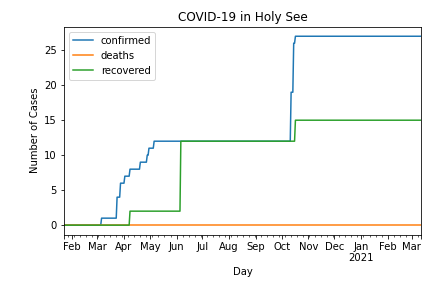 COVID-19 in Holy See
confirmed
deaths
recovered
Number of Cases
25
20
15
10
5
0
Feb Mar Apr May Jun Jul Aug Sep Oct Nov Dec Jan Feb Mar
2021
Day